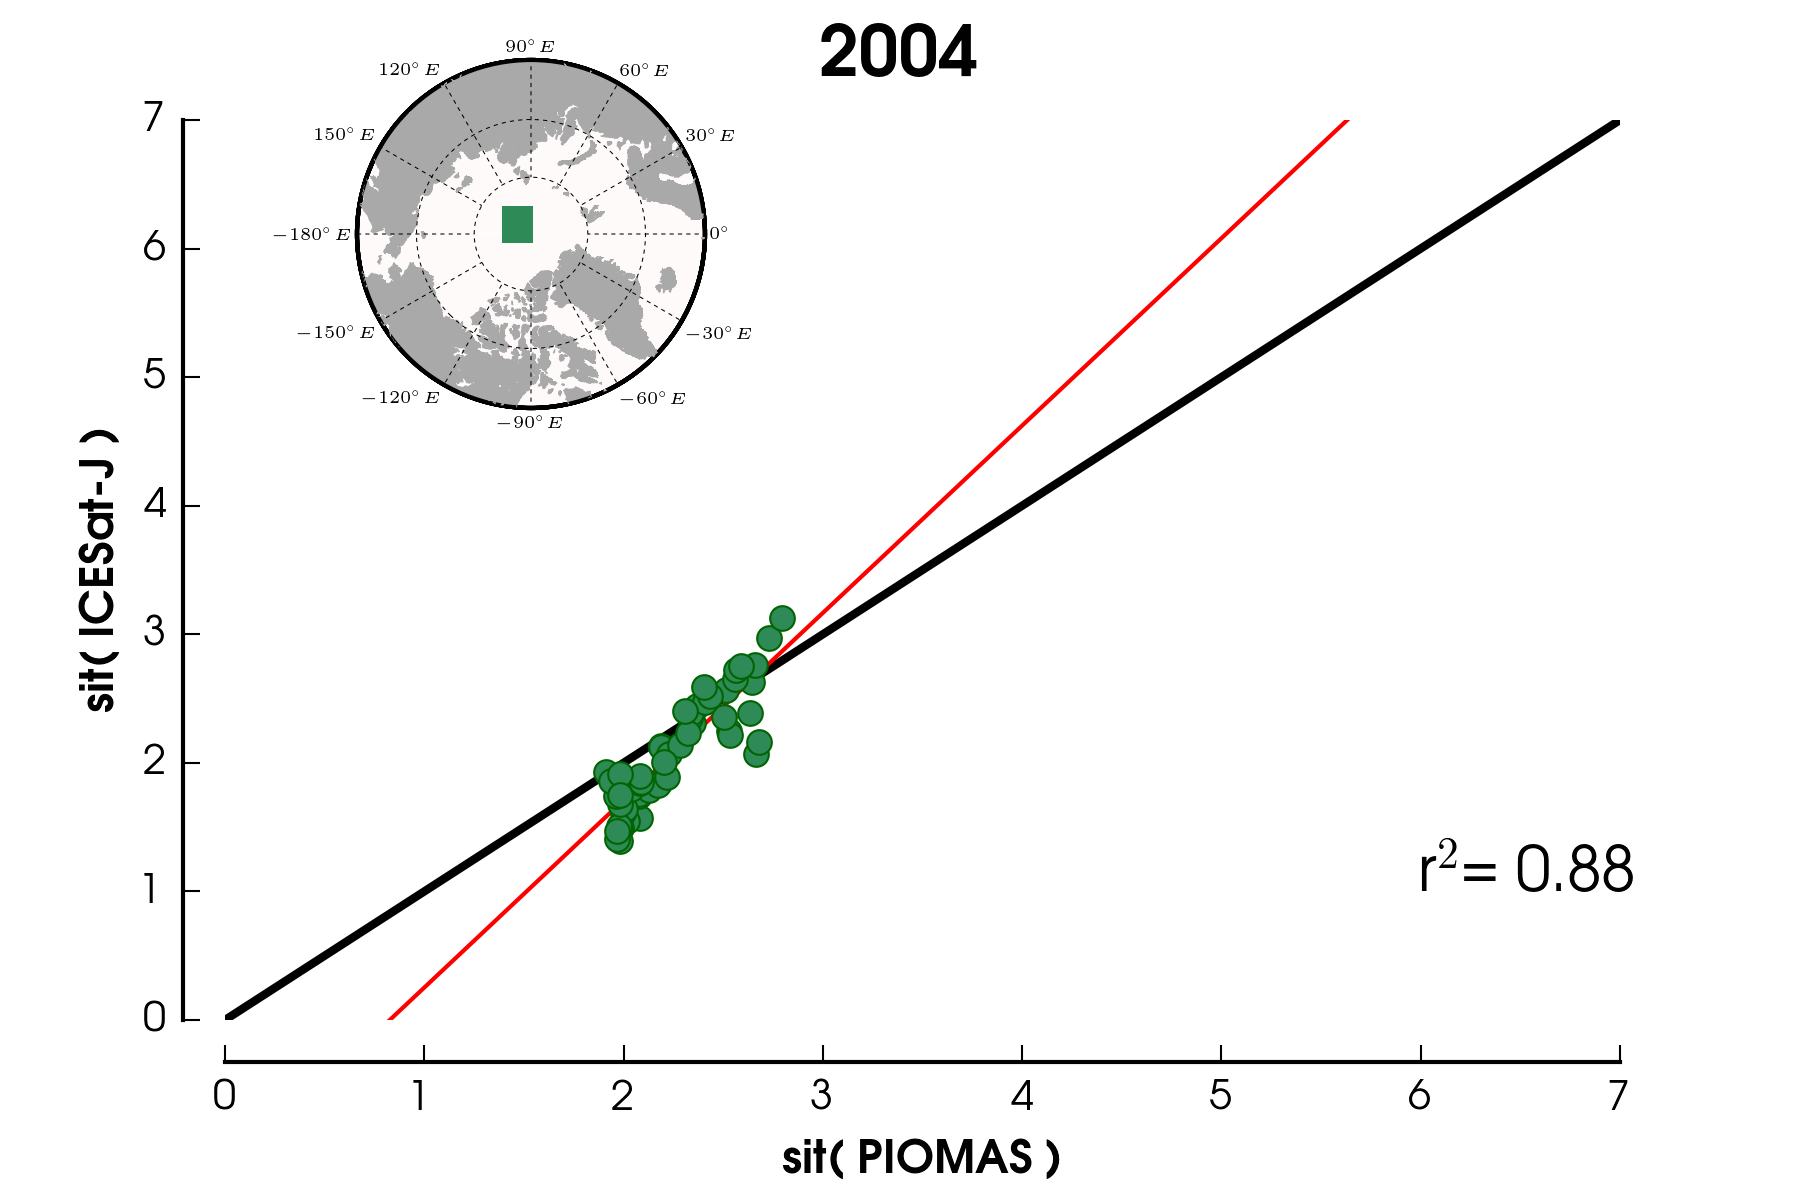 2004
90° E
120° E
60° E
150° E
30° E
−180° E
0°
−150° E
−30° E
−120° E
−60° E
−90° E
7
6
5
4
3
2
1
0
sit( ICESat-J )
r²= 0.88
0 1 2 3 4 5 6 7
sit( PIOMAS )